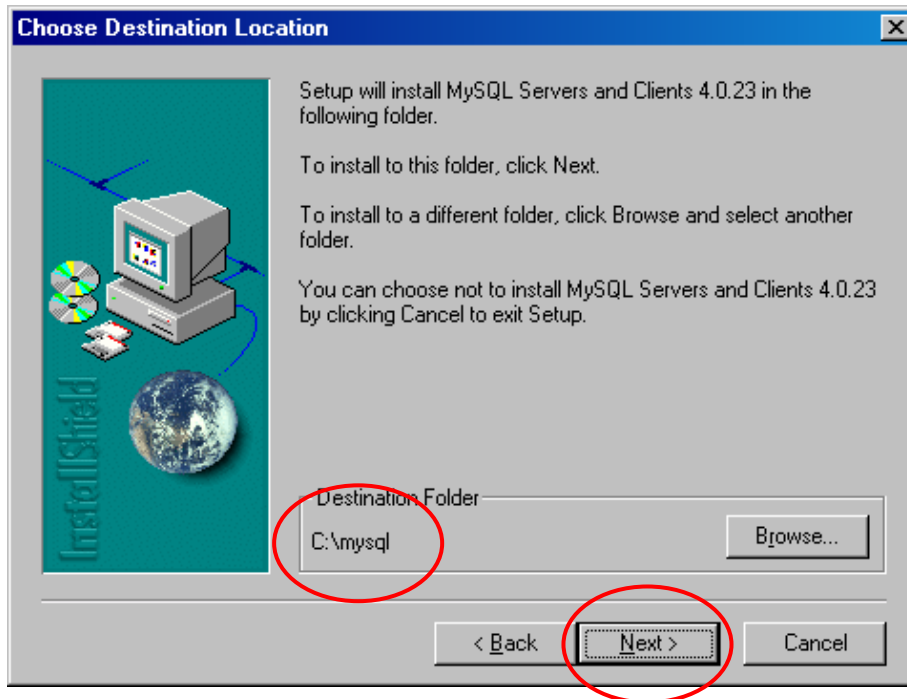 Choose Destination Location
Setup will install MySQL Servers and Clients 4.0.23 in the
following folder.
To install to this folder, click Next.
To install to a different folder, click Browse and select another
folder.
You can choose not to install MySQL Servers and Clients 4.0.23
by clicking Cancel to exit Setup.
InstallShield
Destination Folder
C:\mysql
Browse...
< Back
Next >
Cancel